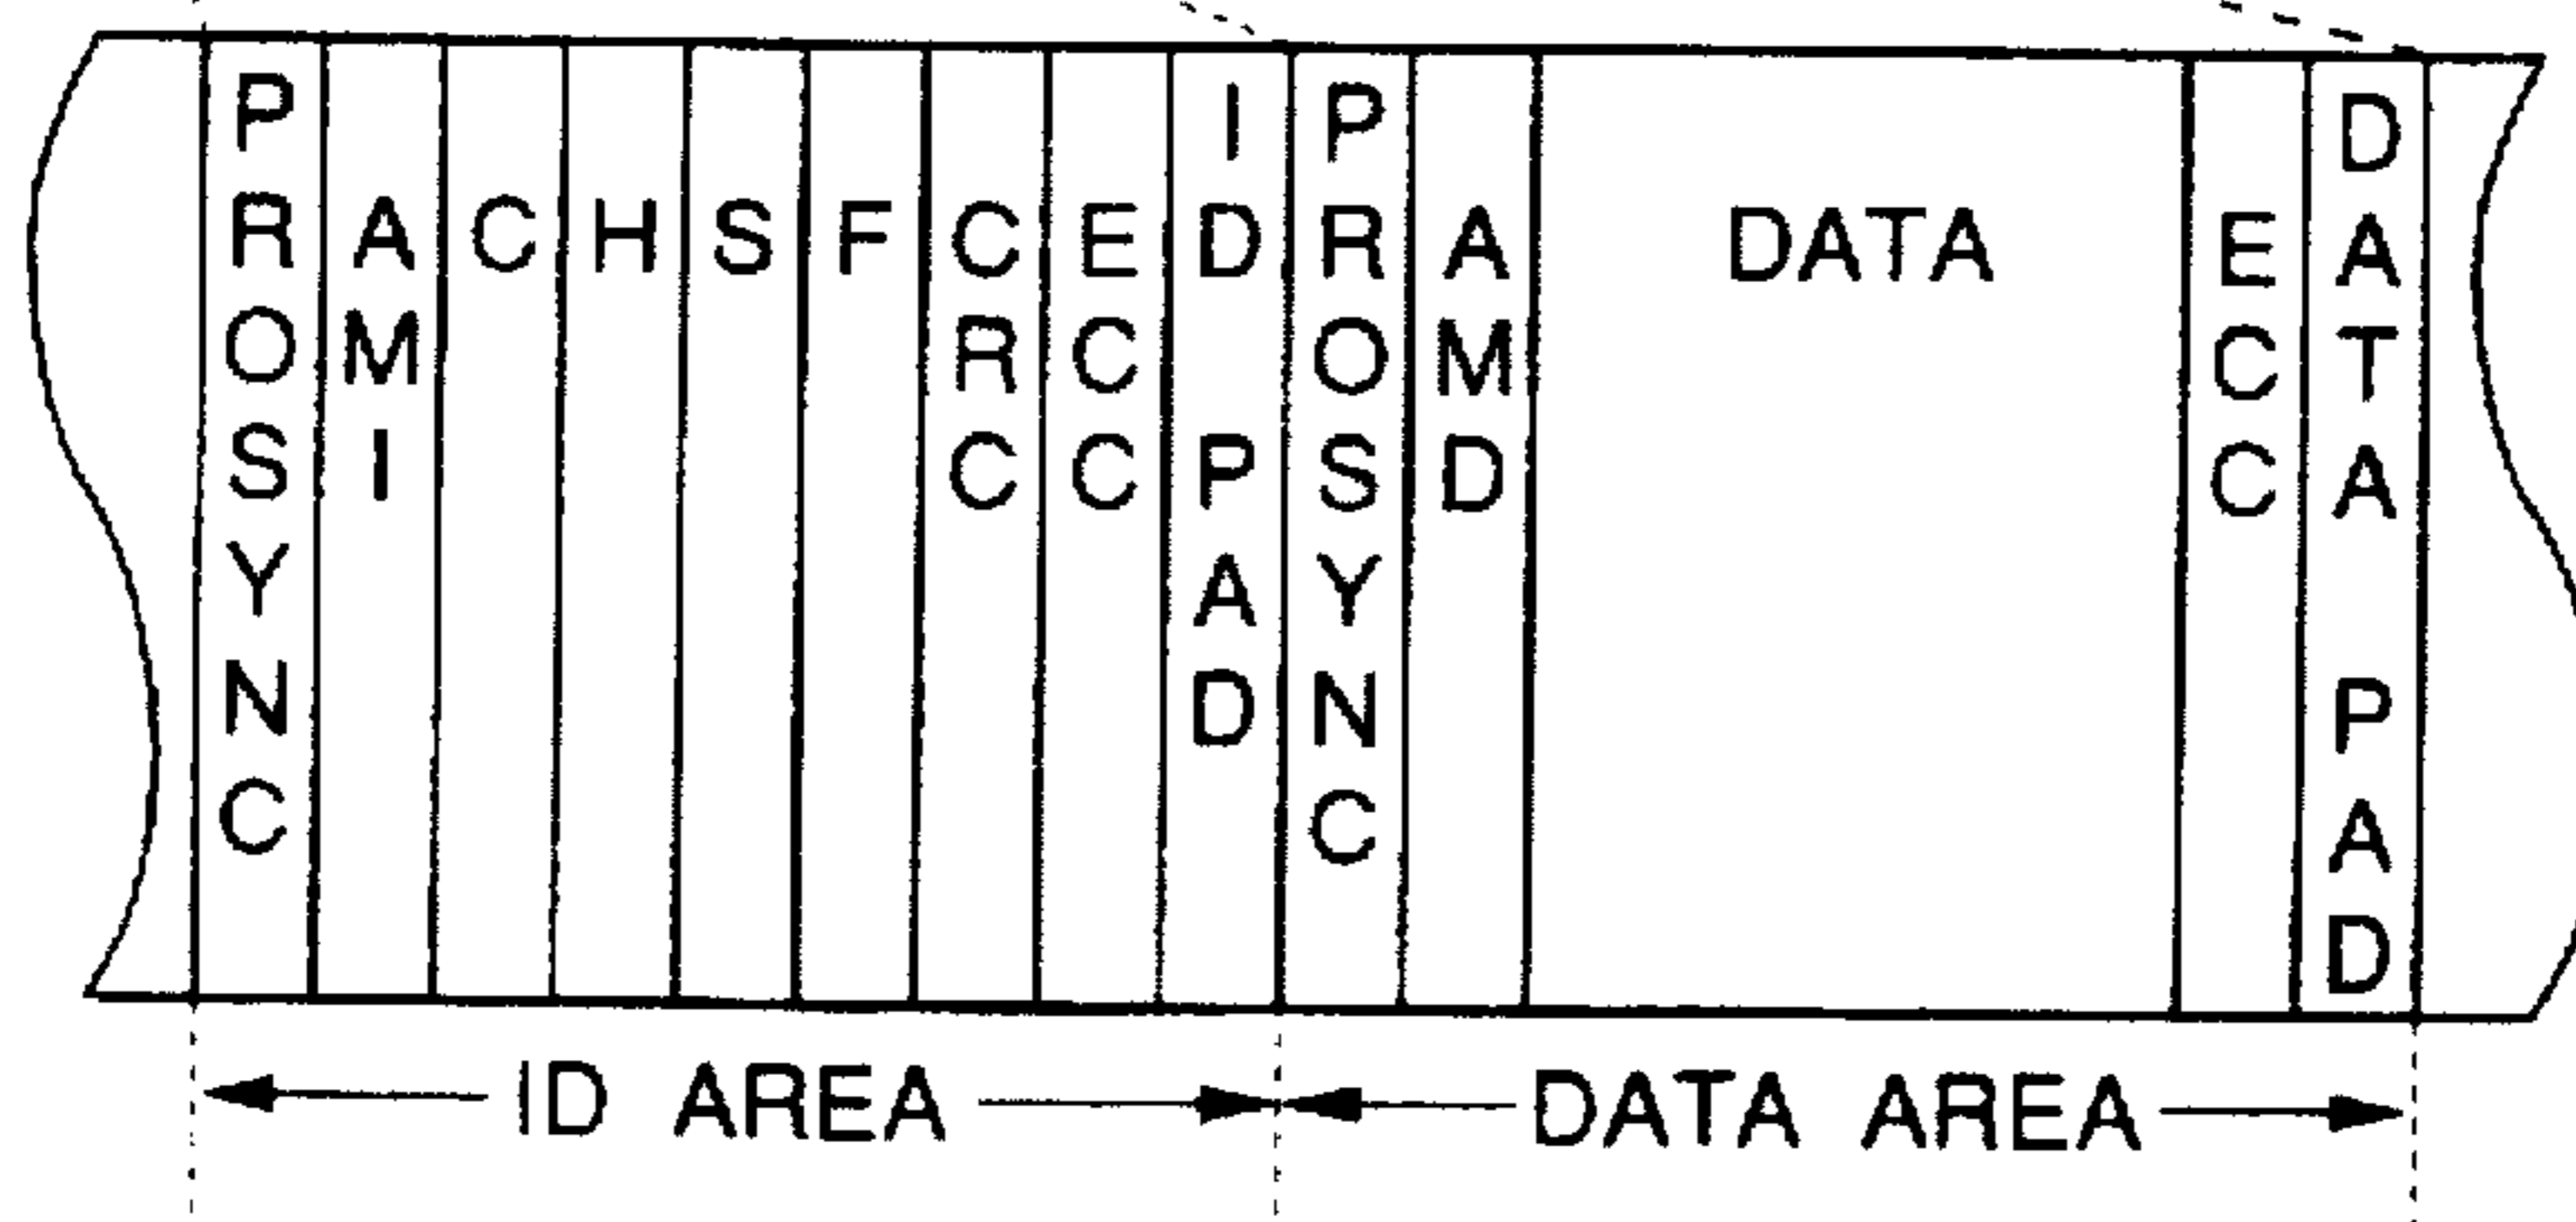 PROSYNC
AMI
C
H
S
F
CRC
ECC
ID PAD
PROSYNC
AMD
DATA
ECC
DATA PAD
ID AREA
DATA AREA